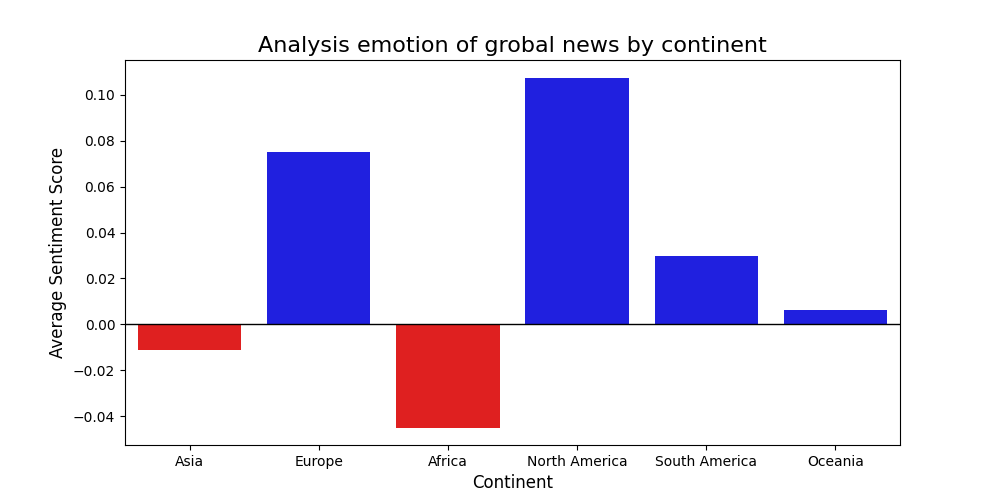 Analysis emotion of grobal news by continent
Average Sentiment Score
0.10
0.08
0.06
0.04
0.02
0.00
−0.02
−0.04
Asia Europe Africa North America South America Oceania
Continent